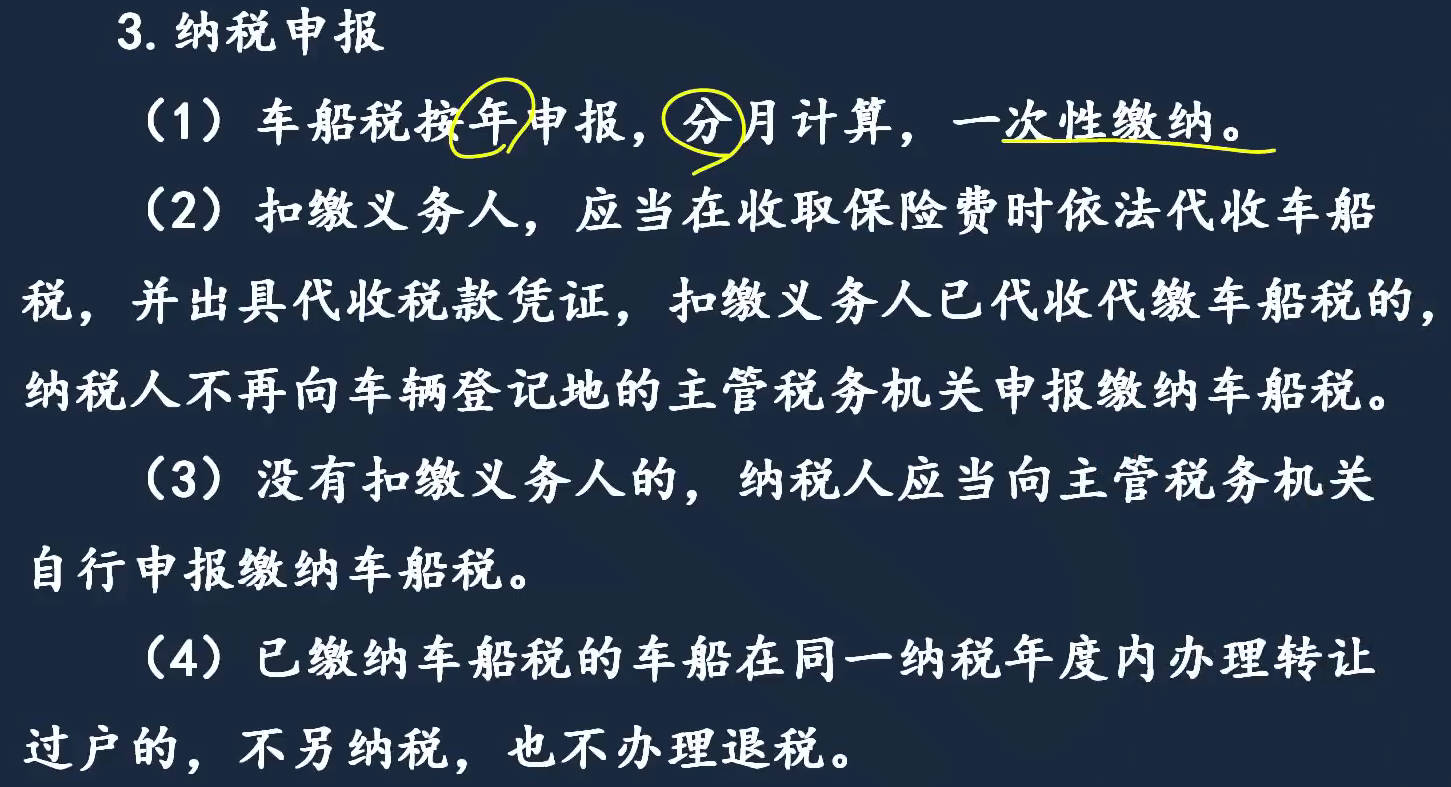 3. 纳税申报
（1）车船税按年申报，分月计算，一次性缴纳。
（2）扣缴义务人，应当在收取保险费时依法代收车船
税，并出具代收税款凭证，扣缴义务人已代收代缴车船税的，
纳税人不再向车辆登记地的主管税务机关申报缴纳车船税。
（3）没有扣缴义务人的，纳税人应当向主管税务机关
自行申报缴纳车船税。
（4）已缴纳车船税的车船在同一纳税年度内办理转让
过户的，不另纳税，也不办理退税。